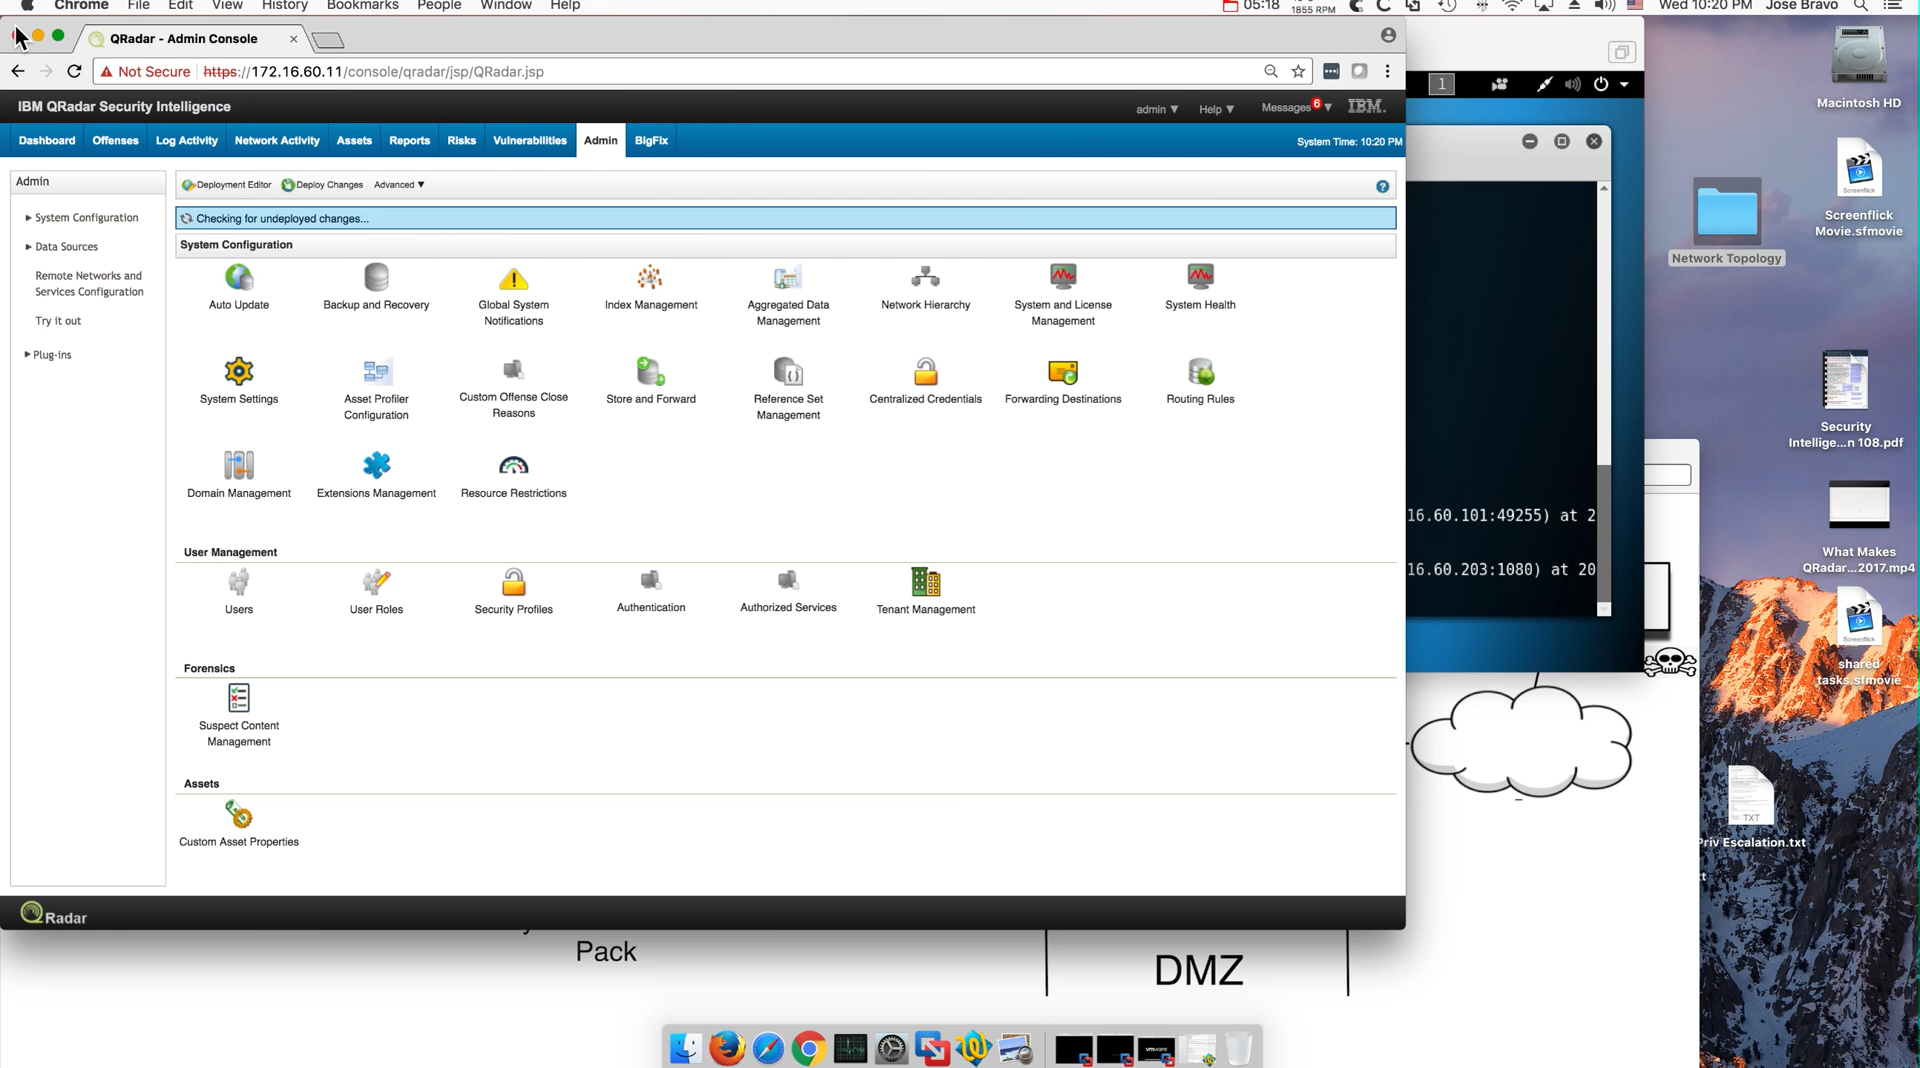 Chrome File Edit View History Bookmarks People Window Help
05:18
1855 RPM
Wed 10:20 PM Jose Bravo
QRadar - Admin Console
Not Secure https://172.16.60.11/console/qradar/jsp/QRadar.jsp
IBM QRadar Security Intelligence
admin ▼ Help ▼ Messages 6 ▼ IBM.
Dashboard Offenses Log Activity Network Activity Assets Reports Risks Vulnerabilities Admin BigFix
System Time: 10:20 PM
Admin
System Configuration
Data Sources
Remote Networks and
Services Configuration
Try it out
Plug-ins
Deployment Editor Deploy Changes Advanced ▼
Checking for undeployed changes...
System Configuration
Auto Update
Backup and Recovery
Global System
Notifications
Index Management
Aggregated Data
Management
Network Hierarchy
System and License
Management
System Health
System Settings
Asset Profiler
Configuration
Custom Offense Close
Reasons
Store and Forward
Reference Set
Management
Centralized Credentials
Forwarding Destinations
Routing Rules
Domain Management
Extensions Management
Resource Restrictions
User Management
Users
User Roles
Security Profiles
Authentication
Authorized Services
Tenant Management
Forensics
Suspect Content
Management
Assets
Custom Asset Properties
QRadar
Pack
DMZ
1
16.60.101:49255) at 2
16.60.203:1080) at 20
Macintosh HD
Screenflick
Screenflick
Movie.sfmovie
Network Topology
Security
Intellige...n 108.pdf
What Makes
QRadar...2017.mp4
Screenflick
shared
tasks.sfmovie
TXT
Priv Escalation.txt
vmware